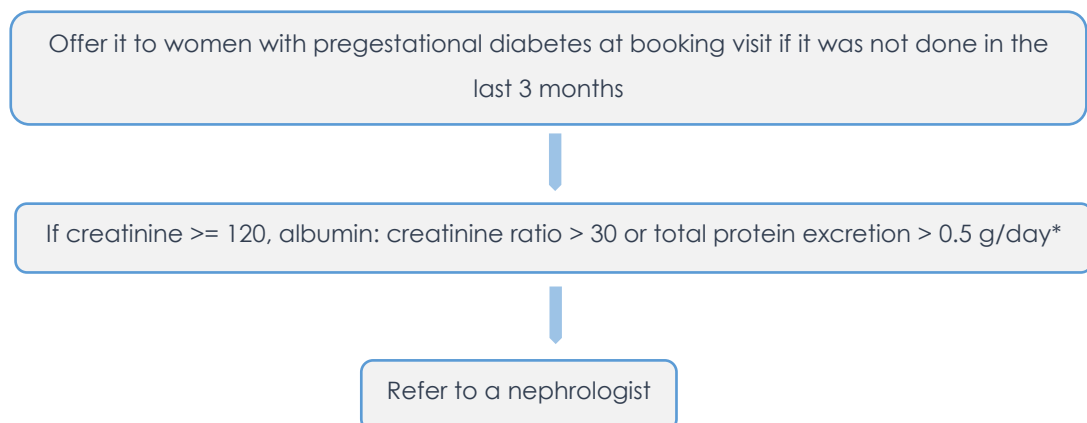 Offer it to women with pregestational diabetes at booking visit if it was not done in the
last 3 months
If creatinine >= 120, albumin: creatinine ratio > 30 or total protein excretion > 0.5 g/day*
Refer to a nephrologist